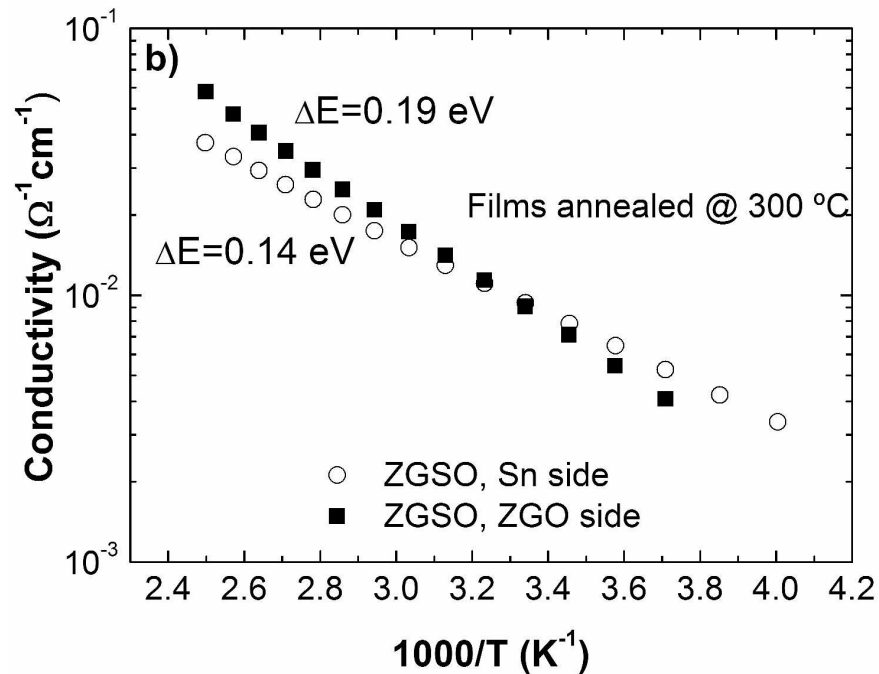 b)
10⁻¹
10⁻²
10⁻³
Conductivity (Ω⁻¹cm⁻¹)
ΔE=0.19 eV
Films annealed @ 300 ºC
ΔE=0.14 eV
ZGSO, Sn side
ZGSO, ZGO side
2.4 2.6 2.8 3.0 3.2 3.4 3.6 3.8 4.0 4.2
1000/T (K⁻¹)